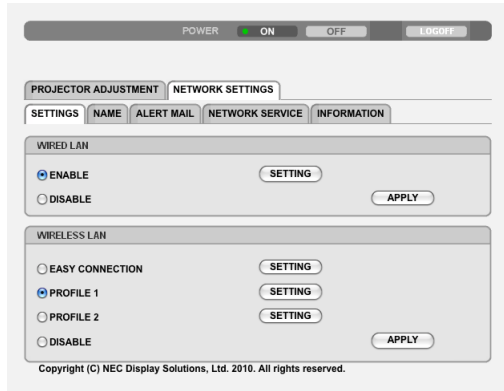 POWER ON OFF LOGOFF
PROJECTOR ADJUSTMENT NETWORK SETTINGS
SETTINGS NAME ALERT MAIL NETWORK SERVICE INFORMATION
WIRED LAN
ENABLE SETTING
DISABLE APPLY
WIRELESS LAN
EASY CONNECTION SETTING
PROFILE 1 SETTING
PROFILE 2 SETTING
DISABLE APPLY
Copyright (C) NEC Display Solutions, Ltd. 2010. All rights reserved.